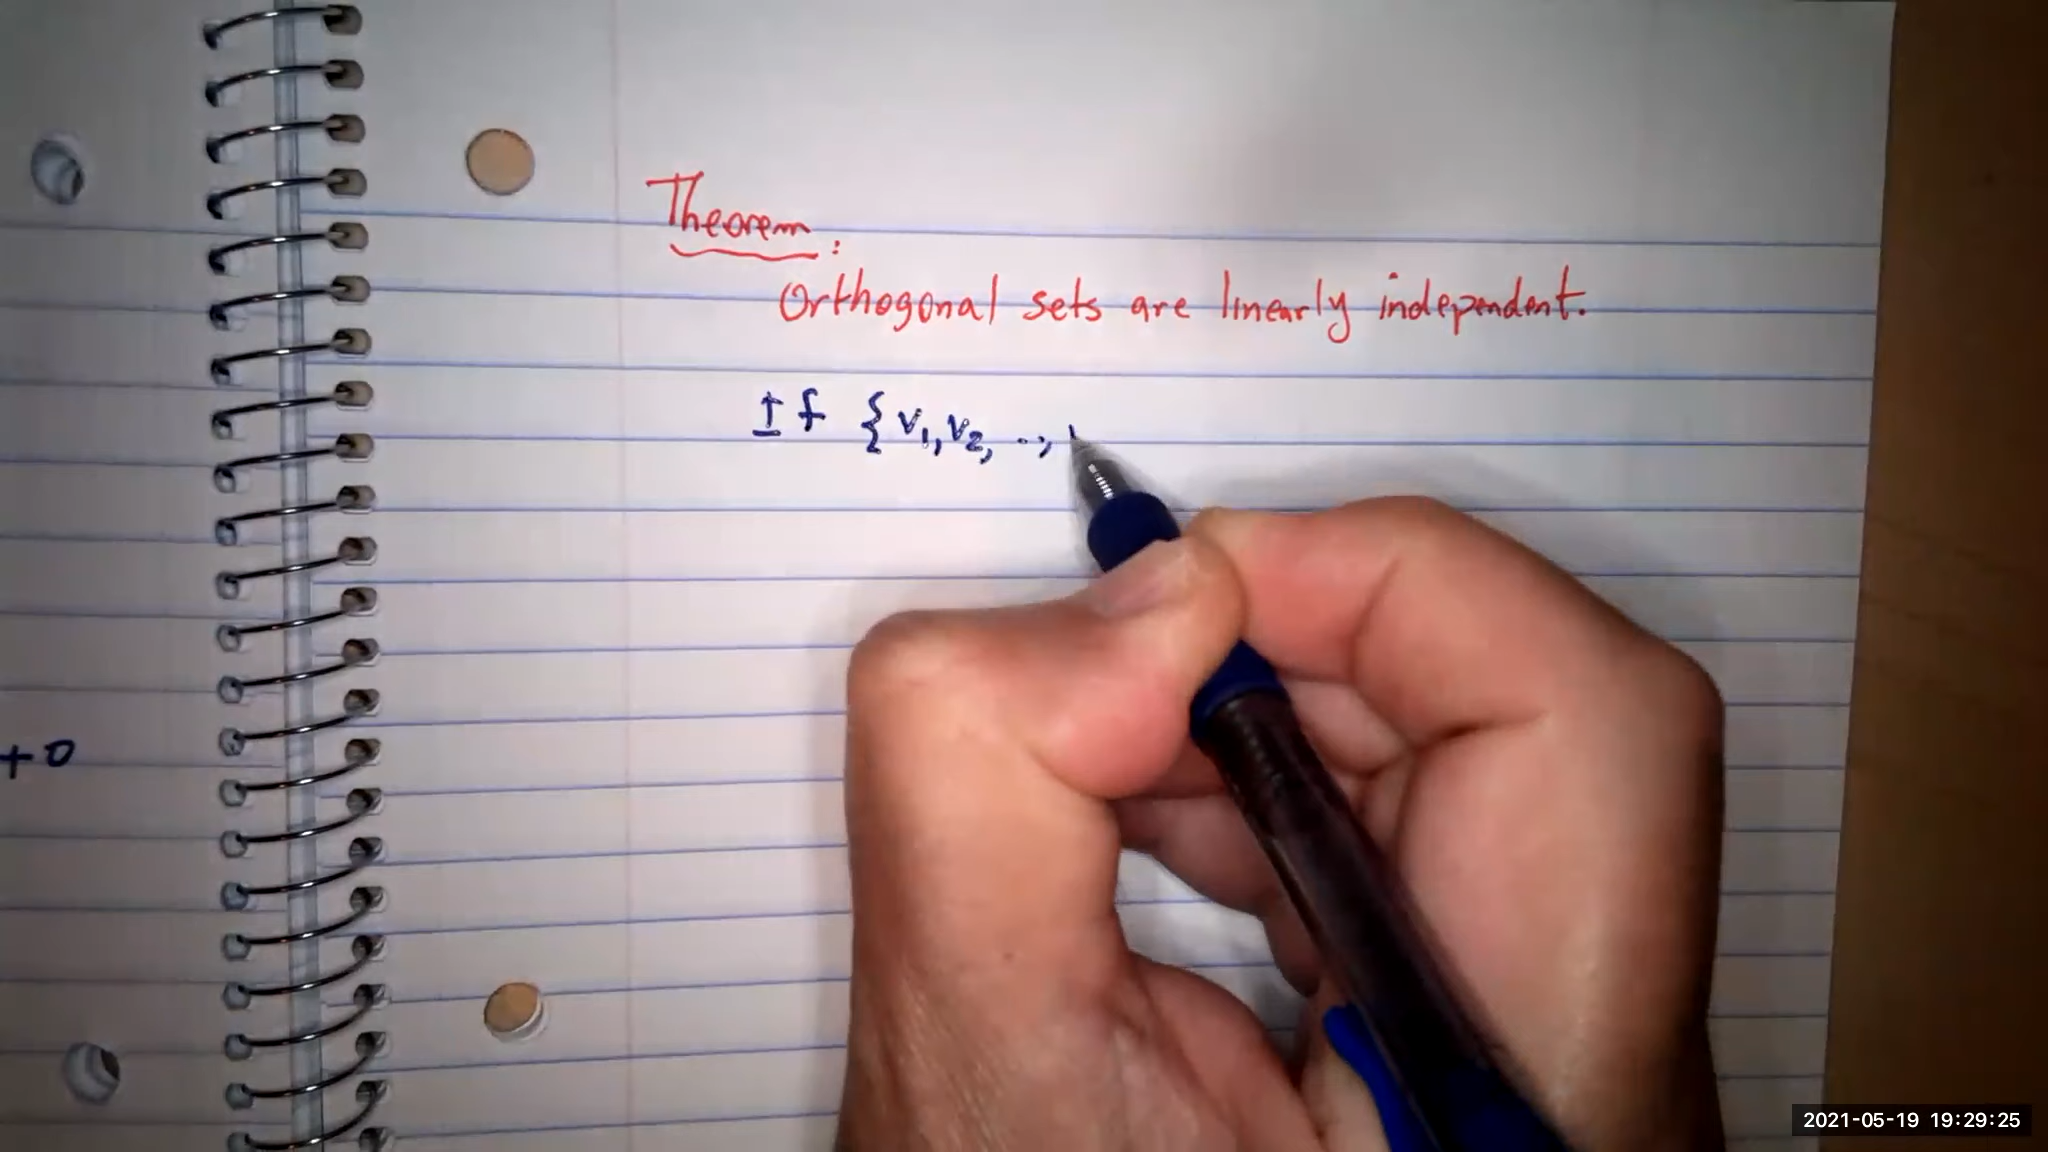 Theorem:
Orthogonal sets are linearly independent.
If {v1, v2, ..,
+0
2021-05-19 19:29:25